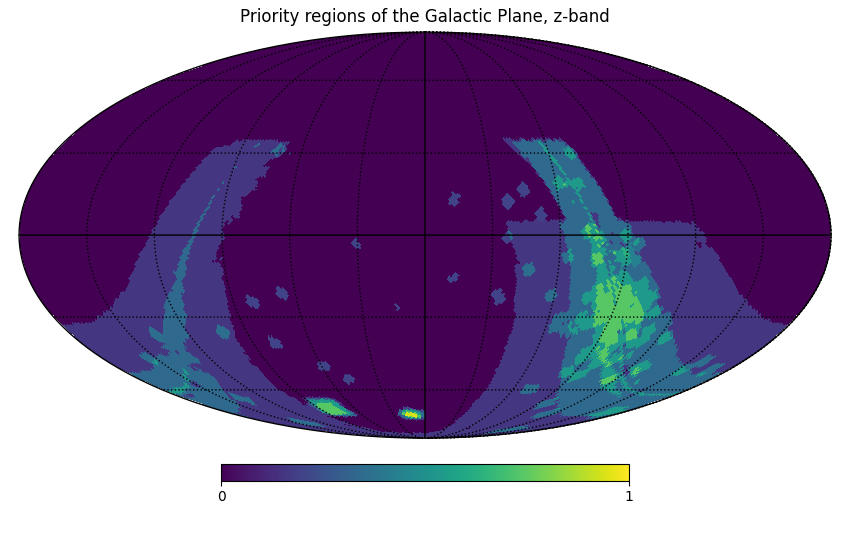 Priority regions of the Galactic Plane, z-band
0 1